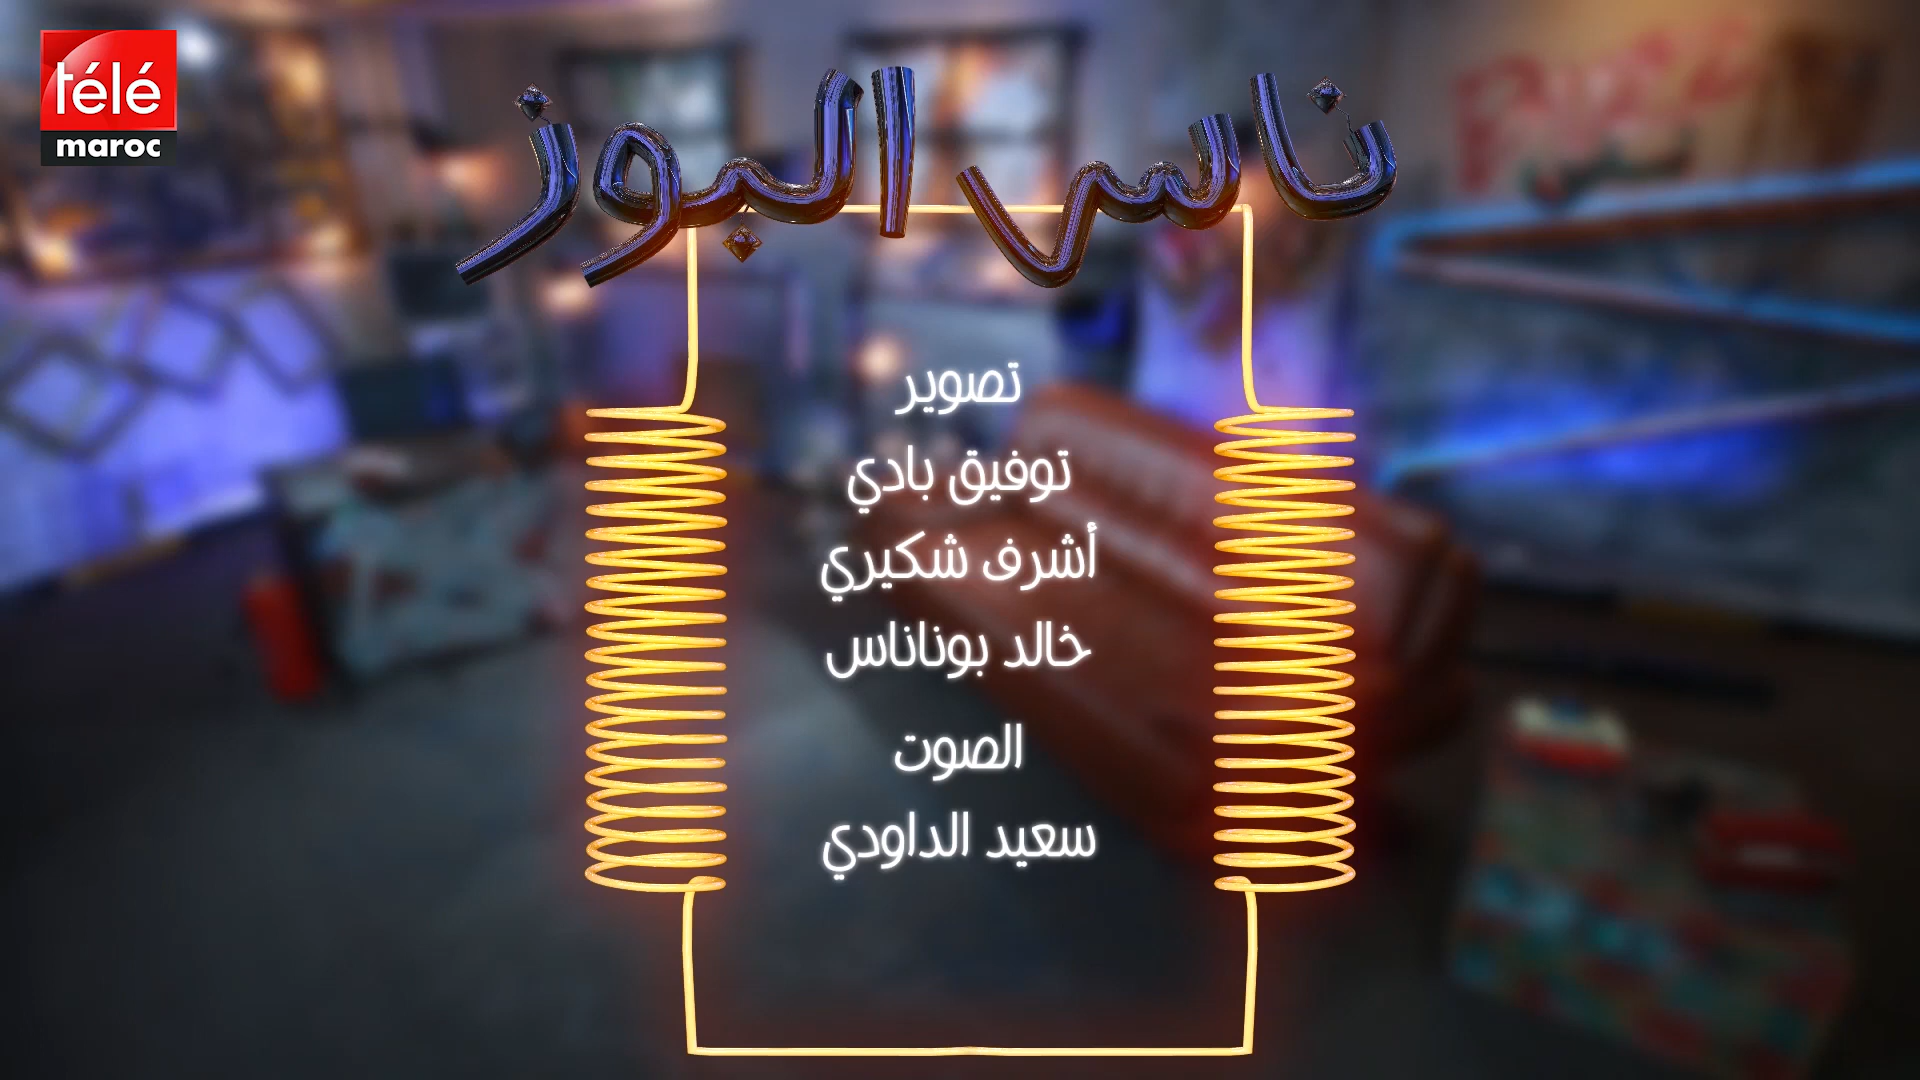 télé
maroc
ناس البوز
تصوير
توفيق بادي
أشرف شكيري
خالد بوناناس
الصوت
سعيد الداودي